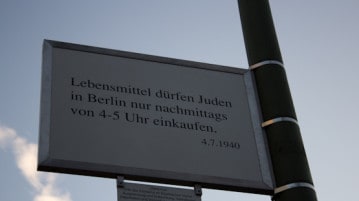 Lebensmittel dürfen Juden
in Berlin nur nachmittags
von 4-5 Uhr einkaufen.
4.7.1940